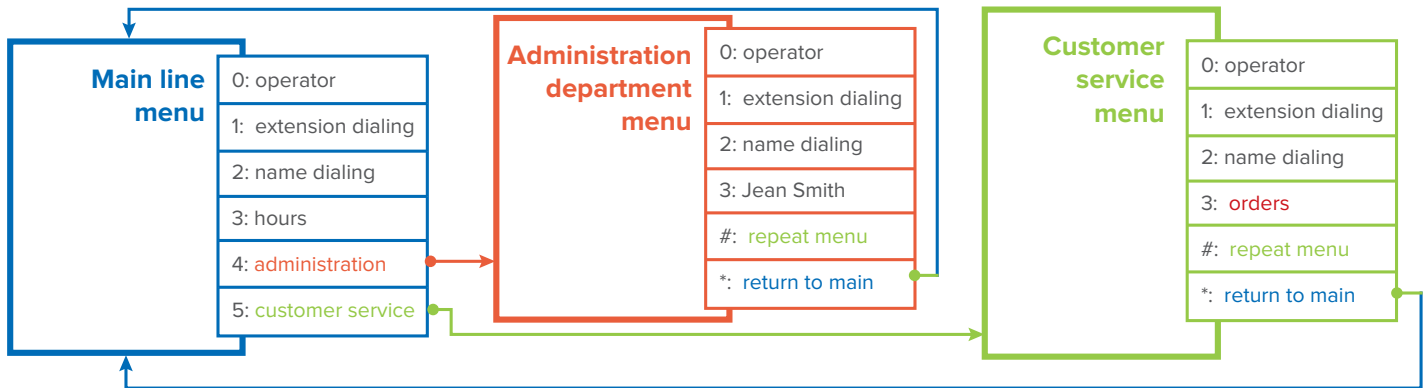 Main line
menu
0: operator
1: extension dialing
2: name dialing
3: hours
4: administration
5: customer service
Administration
department
menu
0: operator
1: extension dialing
2: name dialing
3: Jean Smith
#: repeat menu
*: return to main
Customer
service
menu
0: operator
1: extension dialing
2: name dialing
3: orders
#: repeat menu
*: return to main